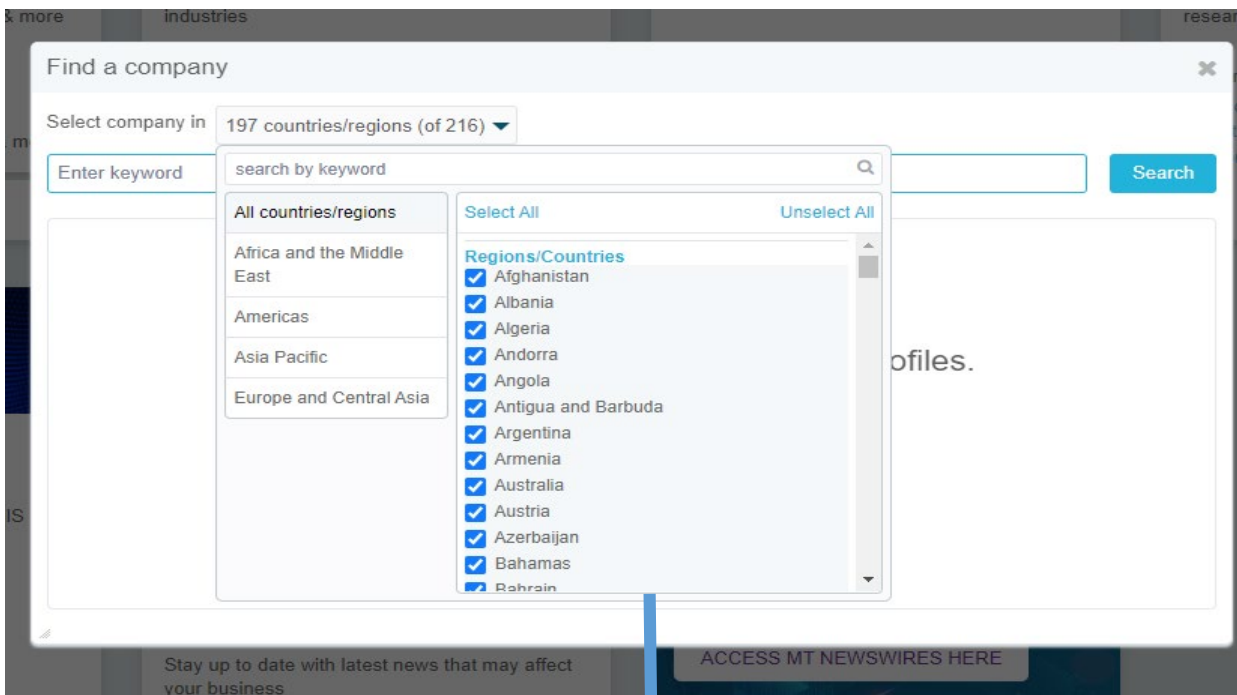 & more
industries
resear
Find a company
Select company in 197 countries/regions (of 216)
Enter keyword
search by keyword
Search
All countries/regions
Africa and the Middle
East
Americas
Asia Pacific
Europe and Central Asia
Select All
Unselect All
Regions/Countries
Afghanistan
Albania
Algeria
Andorra
Angola
Antigua and Barbuda
Argentina
Armenia
Australia
Austria
Azerbaijan
Bahamas
Bahrain
ofiles.
IS
Stay up to date with latest news that may affect
your business
ACCESS MT NEWSWIRES HERE